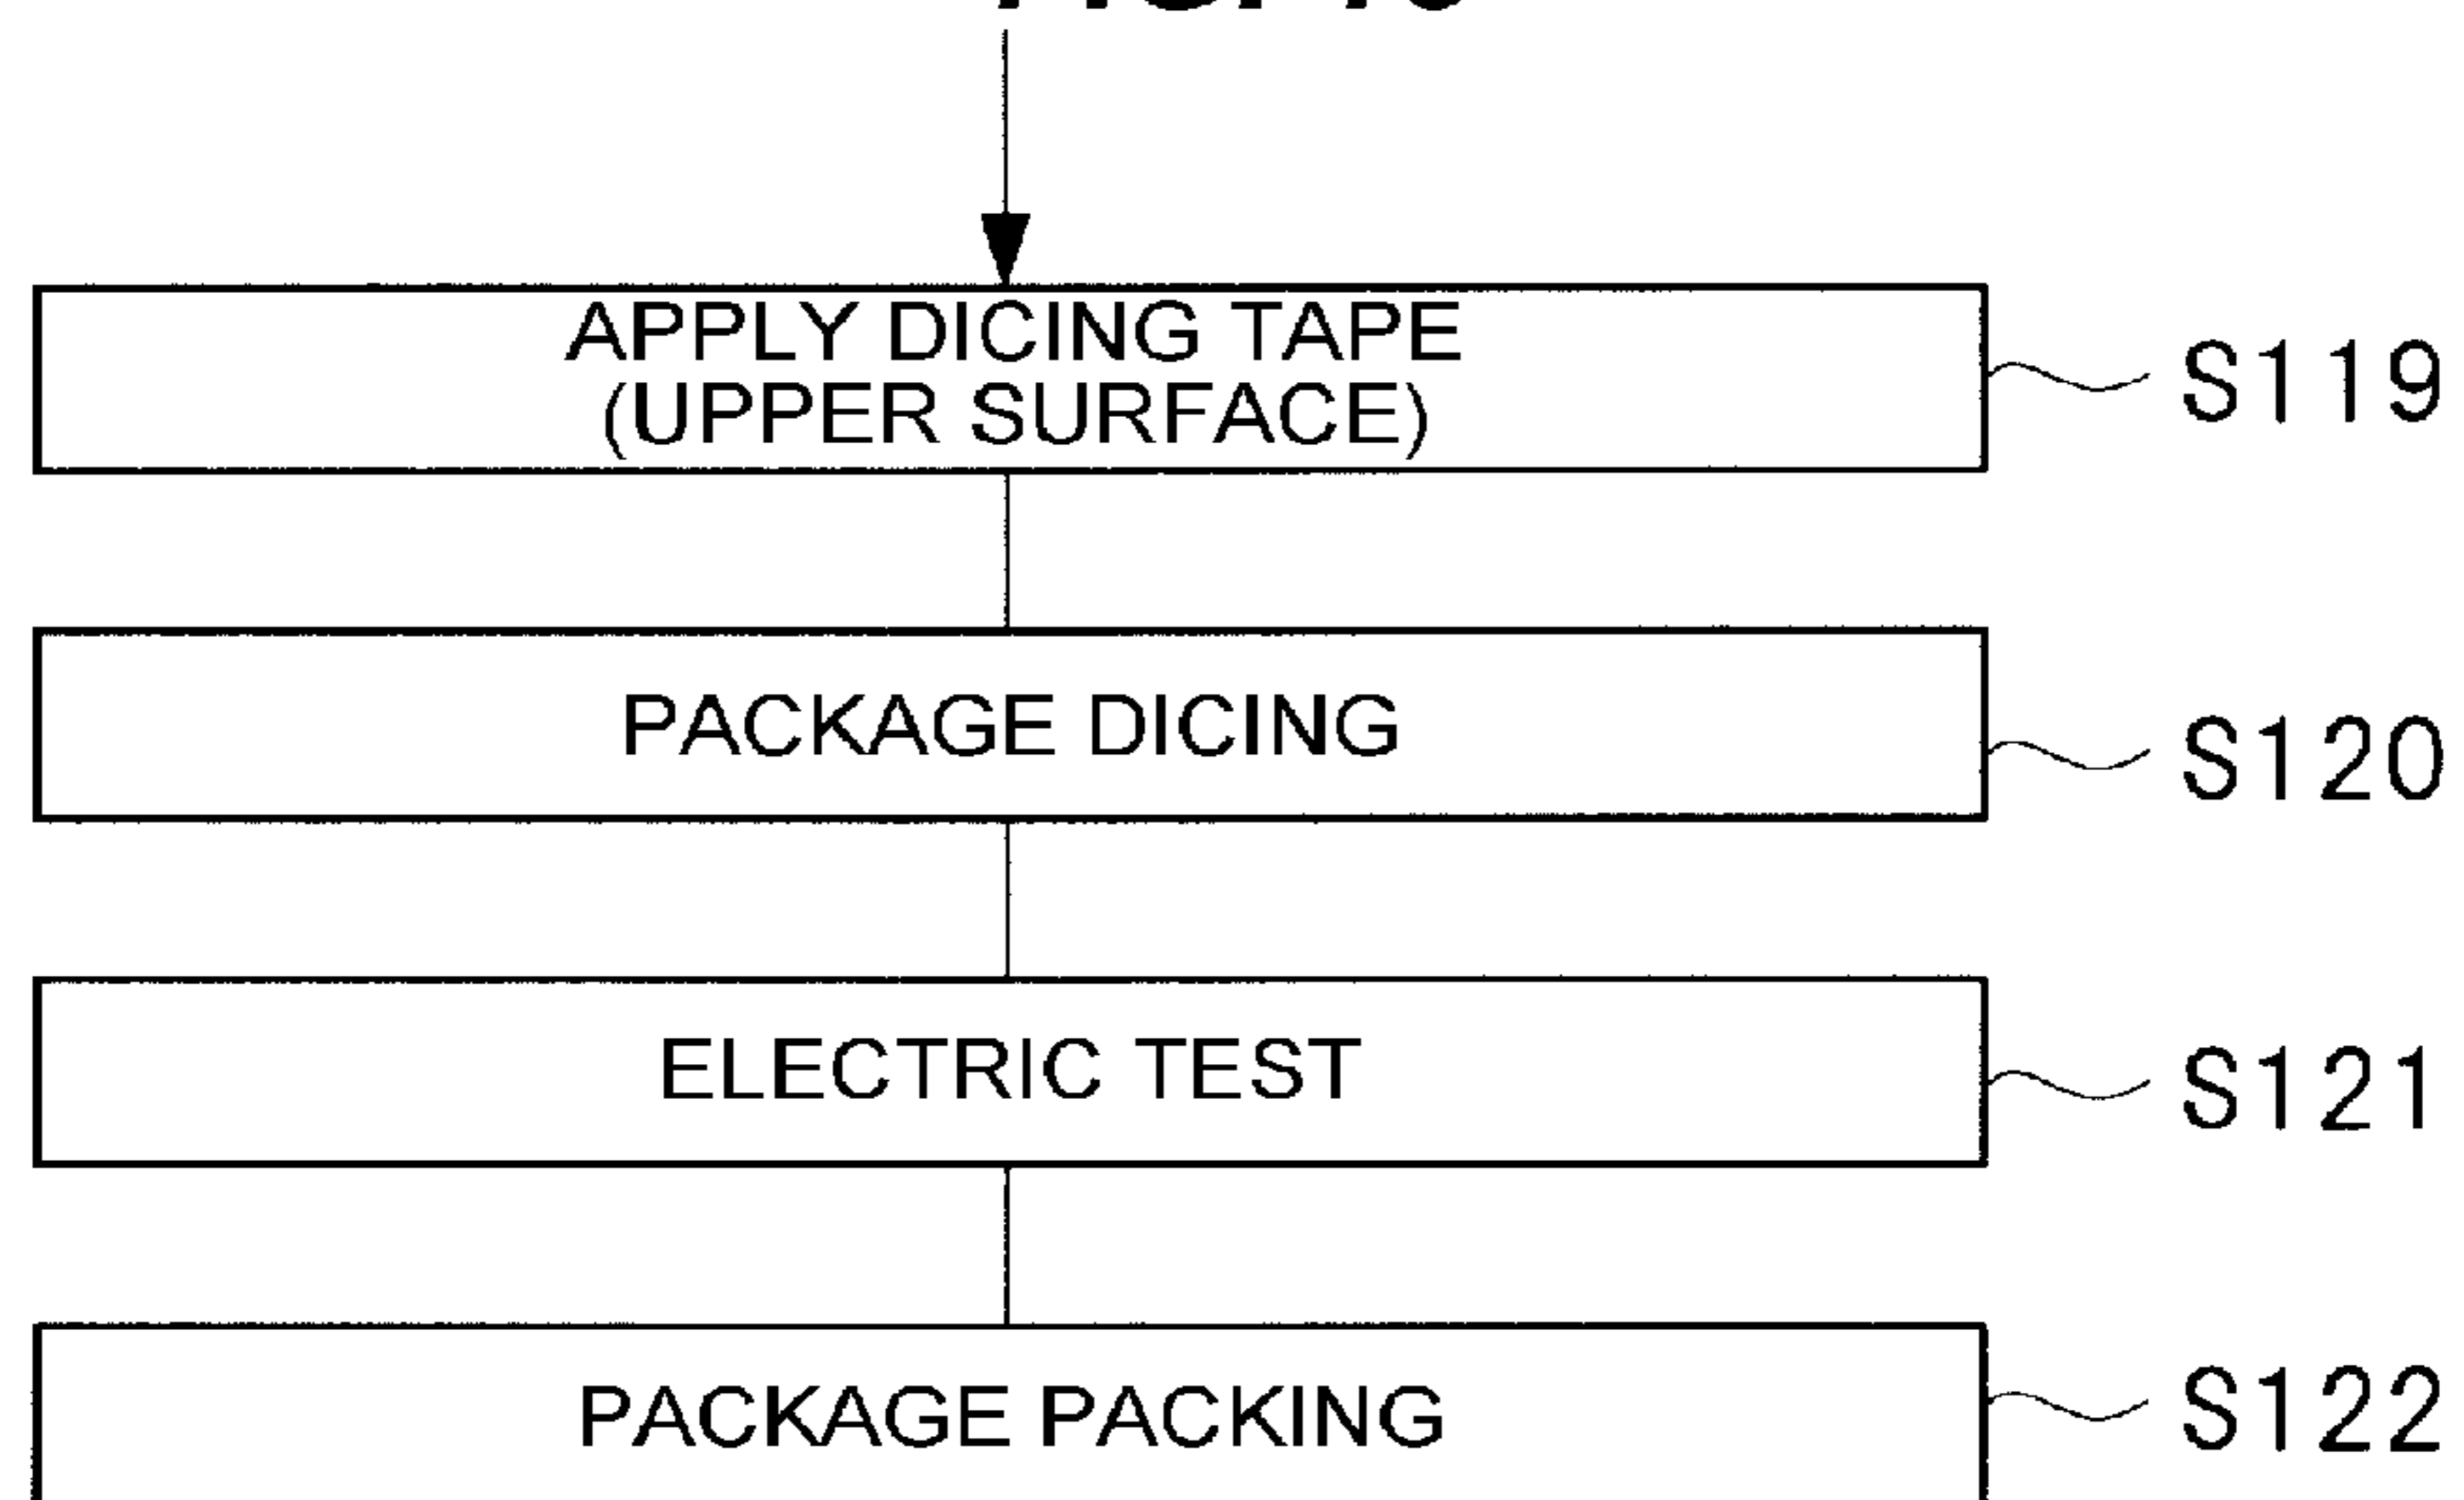 APPLY DICING TAPE
(UPPER SURFACE)
S119
PACKAGE DICING
S120
ELECTRIC TEST
S121
PACKAGE PACKING
S122